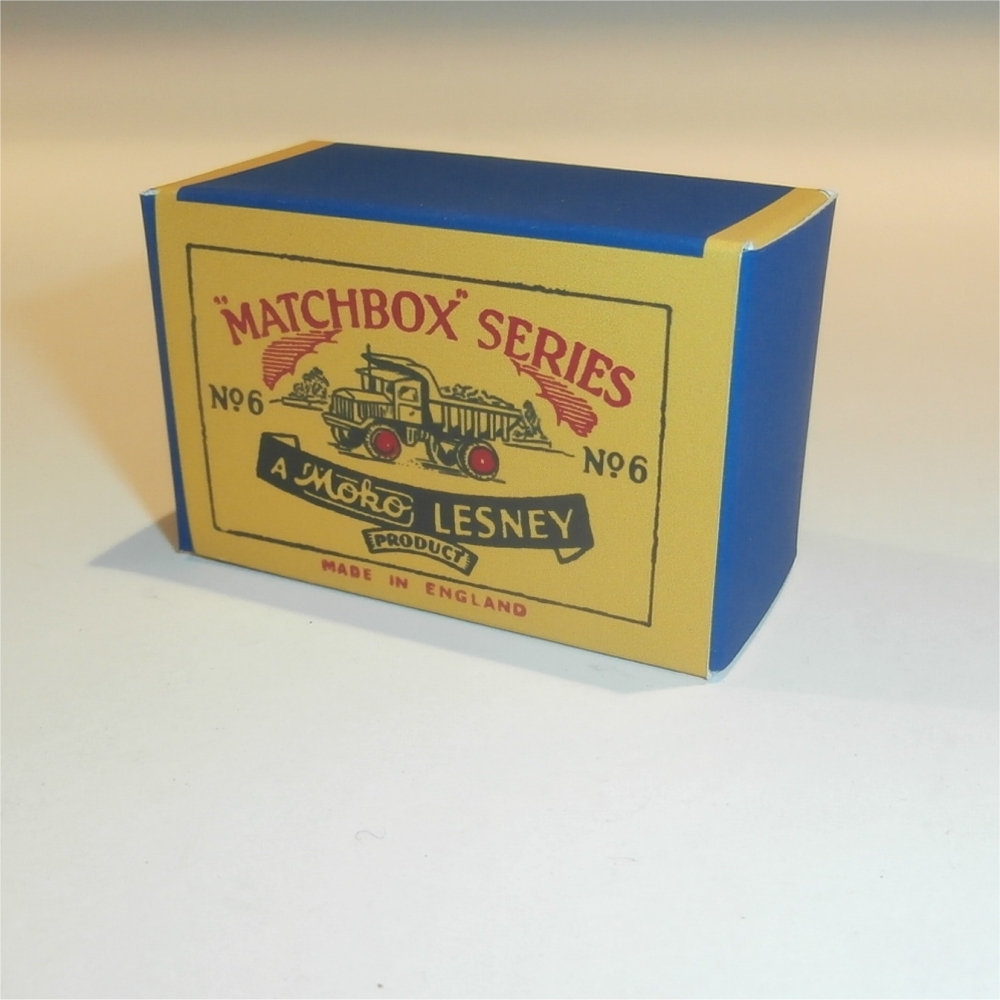 "MATCHBOX" SERIES
Nº6
Nº6
A Moko LESNEY
PRODUCT
MADE IN ENGLAND